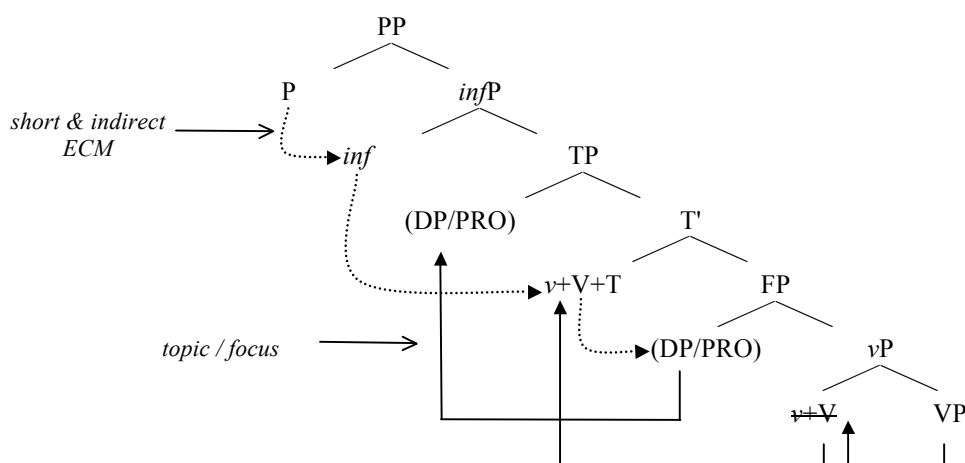 PP
P
infP
short & indirect
ECM
inf
TP
(DP/PRO)
T'
v+V+T
FP
topic / focus
(DP/PRO)
vP
v+V
VP